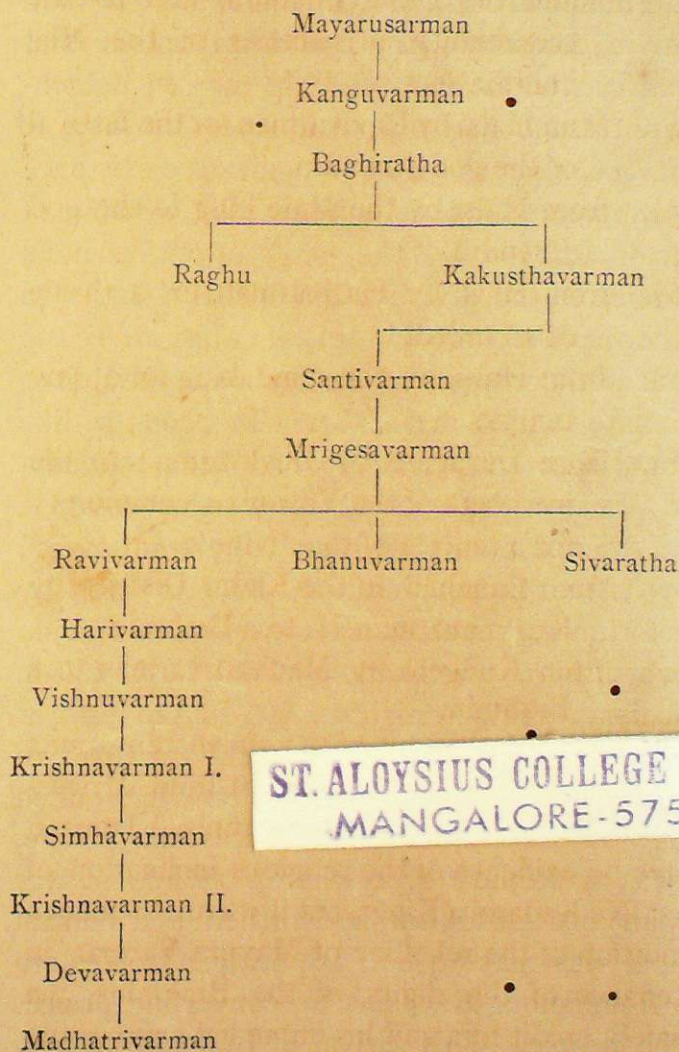 Mayarusarman
Kanguvarman
Baghiratha
Raghu Kakusthavarman
Santivarman
Mrigesavarman
Ravivarman Bhanuvarman Sivaratha
Harivarman
Vishnuvarman
Krishnavarman I.
ST. ALOYSIUS COLLEGE
MANGALORE-575
Simhavarman
Krishnavarman II.
Devavarman
Madhatrivarman